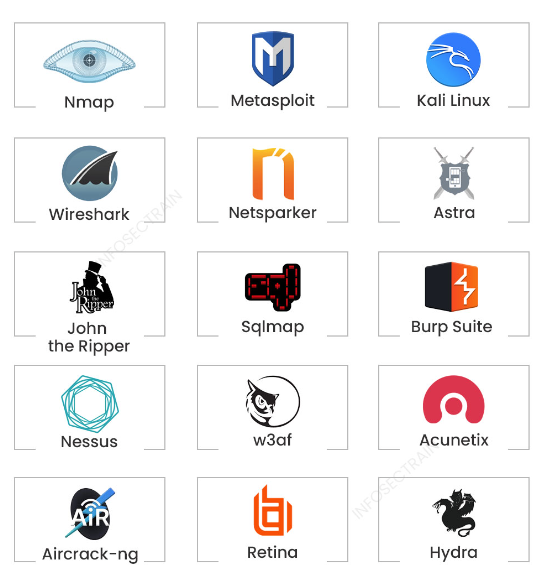 Nmap
Metasploit
Kali Linux
Wireshark
Netsparker
Astra
INFOSECTRAIN
John
the
Ripper
John
the Ripper
sql
Sqlmap
Burp Suite
Nessus
w3af
Acunetix
INFOSECTRAIN
AiR
Aircrack-ng
Retina
Hydra